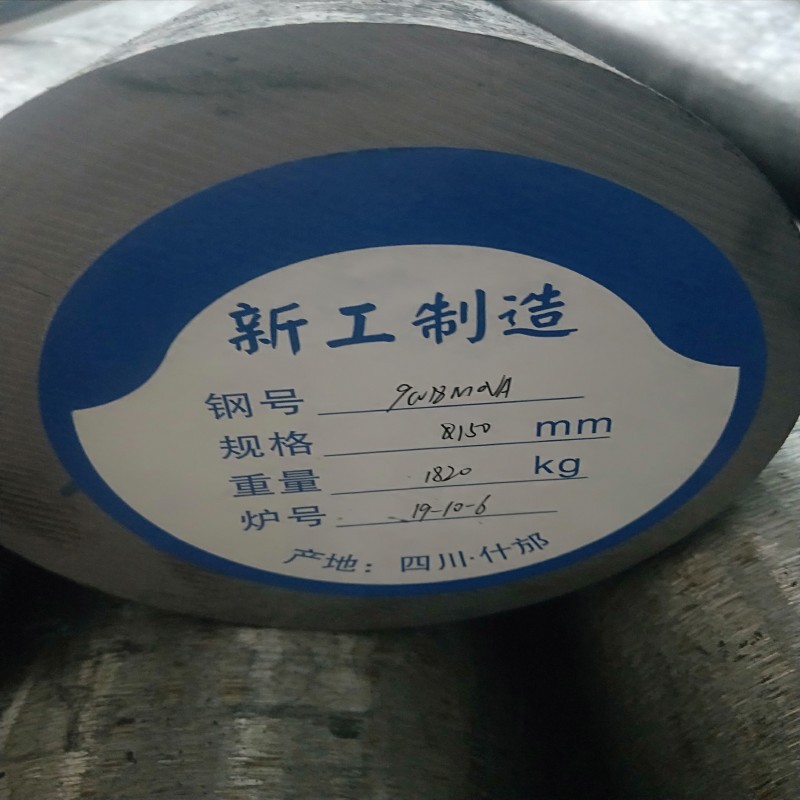 新工制造
钢号 9Cr18MoVA
规格 8150 mm
重量 1820 kg
炉号 19-10-6
产地：四川·什邡